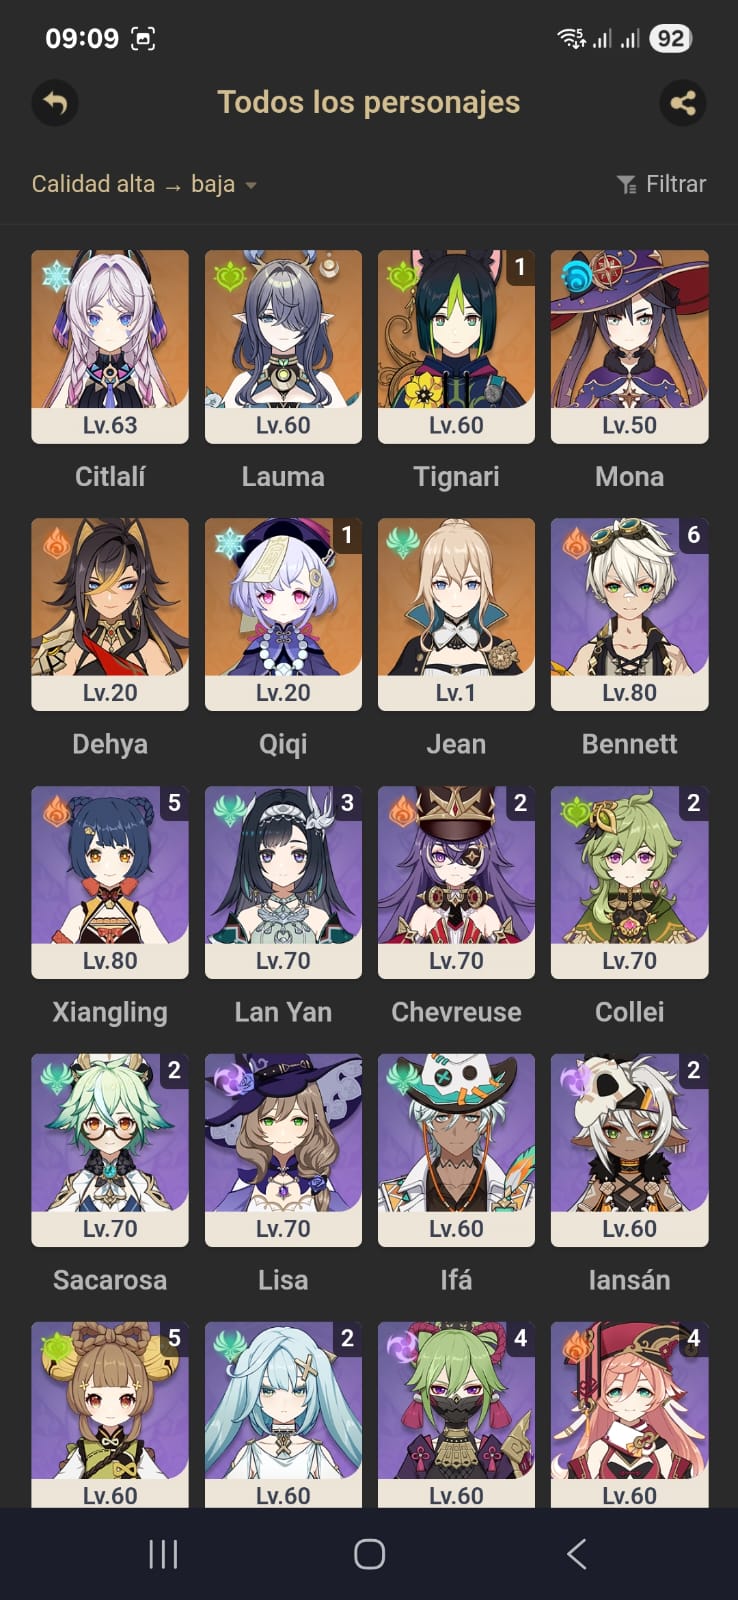 09:09
5
92
Todos los personajes
Calidad alta → baja
Filtrar
1
Lv.63 Lv.60 Lv.60 Lv.50
Citlalí Lauma Tignari Mona
1 6
Lv.20 Lv.20 Lv.1 Lv.80
Dehya Qiqi Jean Bennett
5 3 2 2
Lv.80 Lv.70 Lv.70 Lv.70
Xiangling Lan Yan Chevreuse Collei
2 2
Lv.70 Lv.70 Lv.60 Lv.60
Sacarosa Lisa Ifá Iansán
5 2 4 4
Lv.60 Lv.60 Lv.60 Lv.60